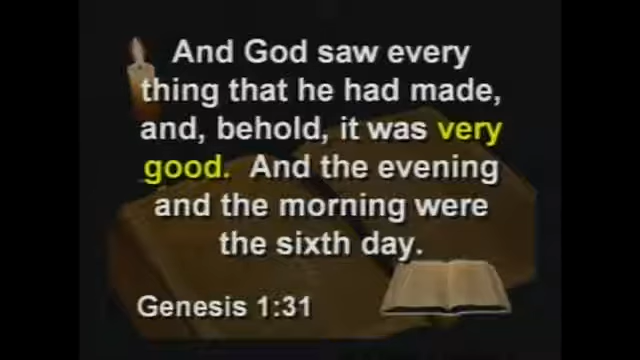 And God saw every
thing that he had made,
and, behold, it was very
good. And the evening
and the morning were
the sixth day.
Genesis 1:31